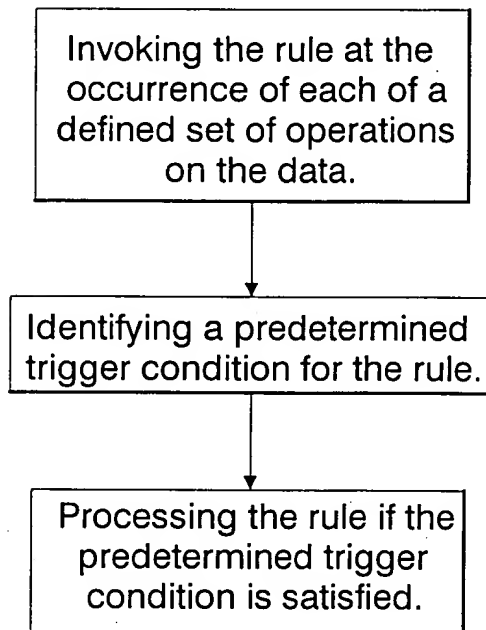 Invoking the rule at the
occurrence of each of a
defined set of operations
on the data.
Identifying a predetermined
trigger condition for the rule.
Processing the rule if the
predetermined trigger
condition is satisfied.